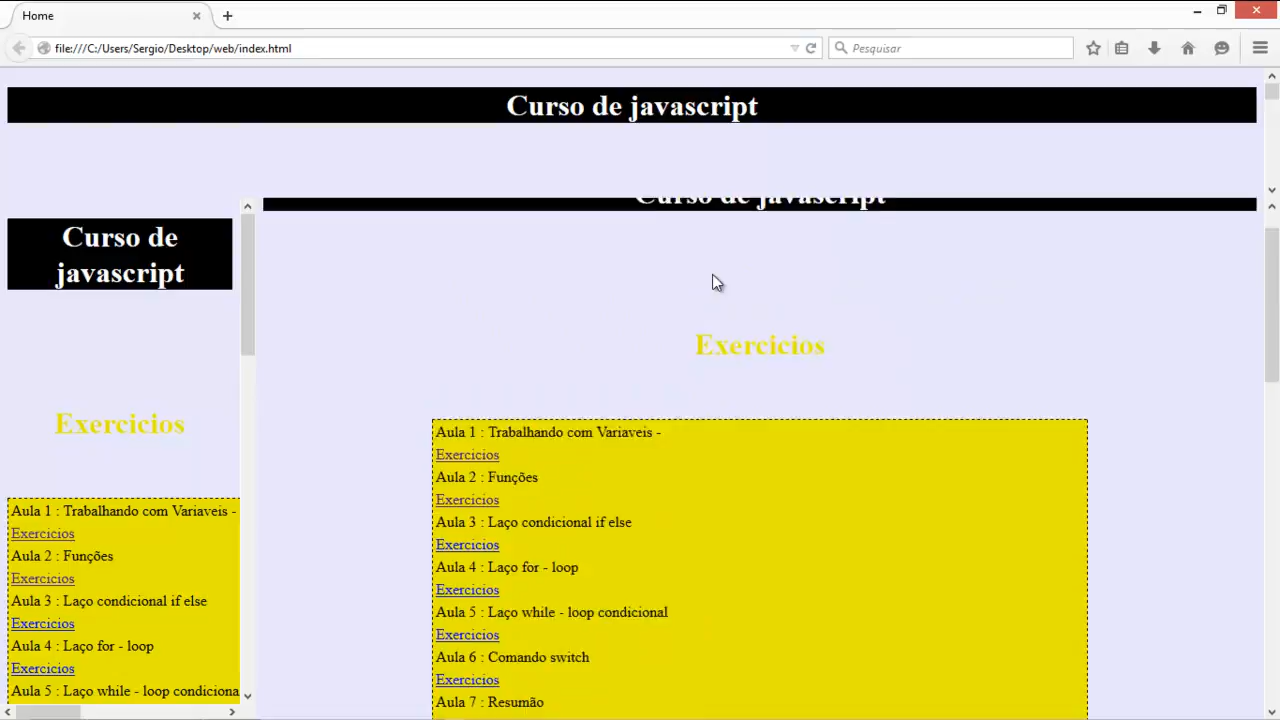 Home
file:///C:/Users/Sergio/Desktop/web/index.html
Pesquisar
Curso de javascript
Curso de
javascript
Exercicios
Aula 1 : Trabalhando com Variaveis -
Exercicios
Aula 2 : Funções
Exercicios
Aula 3 : Laço condicional if else
Exercicios
Aula 4 : Laço for - loop
Exercicios
Aula 5 : Laço while - loop condiciona
Curso de javascript
Exercicios
Aula 1 : Trabalhando com Variaveis -
Exercicios
Aula 2 : Funções
Exercicios
Aula 3 : Laço condicional if else
Exercicios
Aula 4 : Laço for - loop
Exercicios
Aula 5 : Laço while - loop condicional
Exercicios
Aula 6 : Comando switch
Exercicios
Aula 7 : Resumão